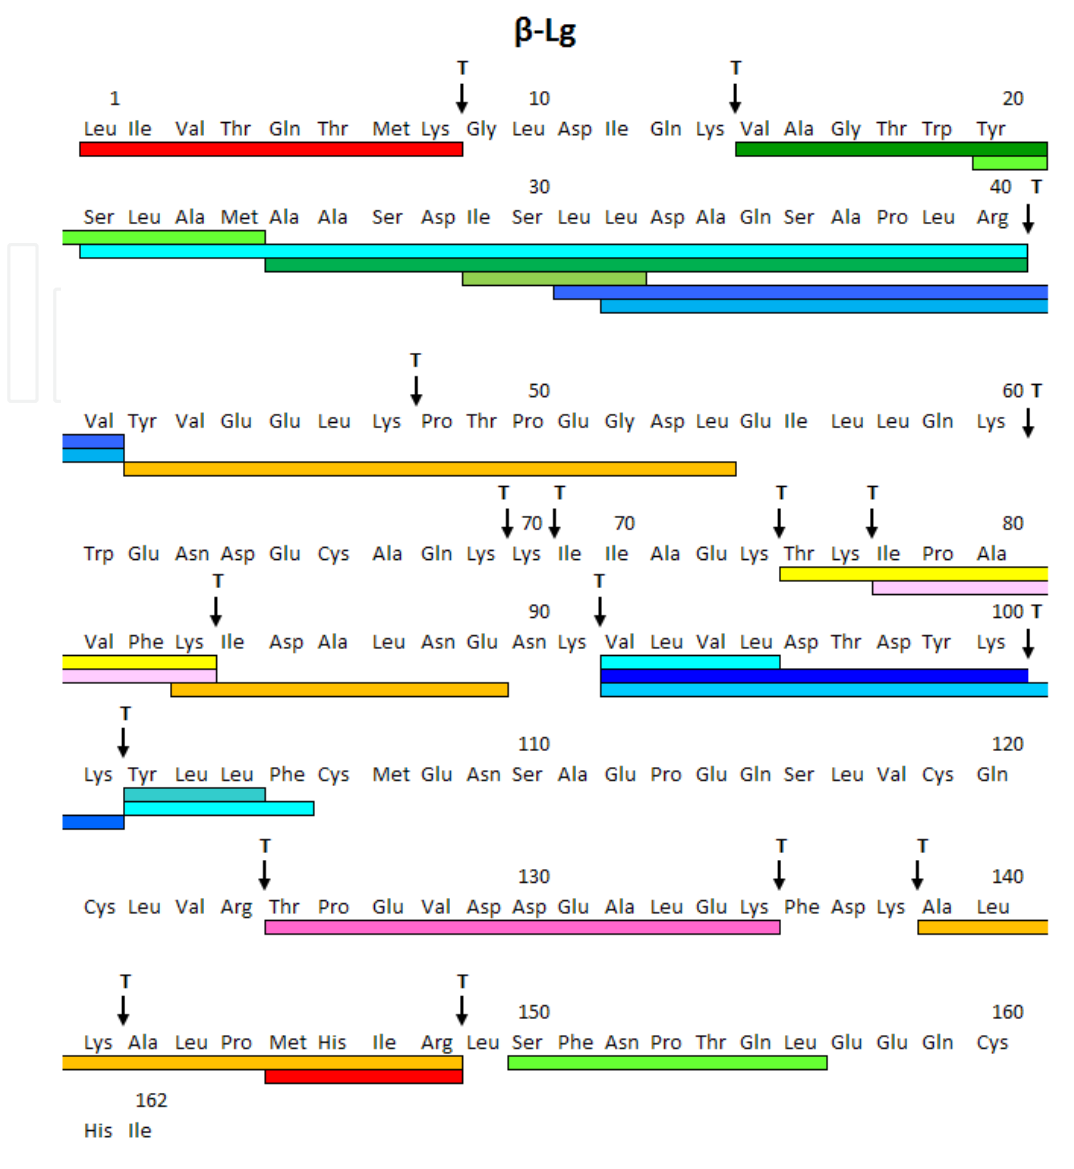 β-Lg
T T
1 10 20
Leu Ile Val Thr Gln Thr Met Lys Gly Leu Asp Ile Gln Lys Val Ala Gly Thr Trp Tyr
30 40 T
Ser Leu Ala Met Ala Ala Ser Asp Ile Ser Leu Leu Asp Ala Gln Ser Ala Pro Leu Arg
T
50 60 T
Val Tyr Val Glu Glu Leu Lys Pro Thr Pro Glu Gly Asp Leu Glu Ile Leu Leu Gln Lys
T T T T
70 70 80
Trp Glu Asn Asp Glu Cys Ala Gln Lys Lys Ile Ile Ala Glu Lys Thr Lys Ile Pro Ala
T T
90 100 T
Val Phe Lys Ile Asp Ala Leu Asn Glu Asn Lys Val Leu Val Leu Asp Thr Asp Tyr Lys
T
110 120
Lys Tyr Leu Leu Phe Cys Met Glu Asn Ser Ala Glu Pro Glu Gln Ser Leu Val Cys Gln
T T T
130 140
Cys Leu Val Arg Thr Pro Glu Val Asp Asp Glu Ala Leu Glu Lys Phe Asp Lys Ala Leu
T T
150 160
Lys Ala Leu Pro Met His Ile Arg Leu Ser Phe Asn Pro Thr Gln Leu Glu Glu Gln Cys
162
His Ile